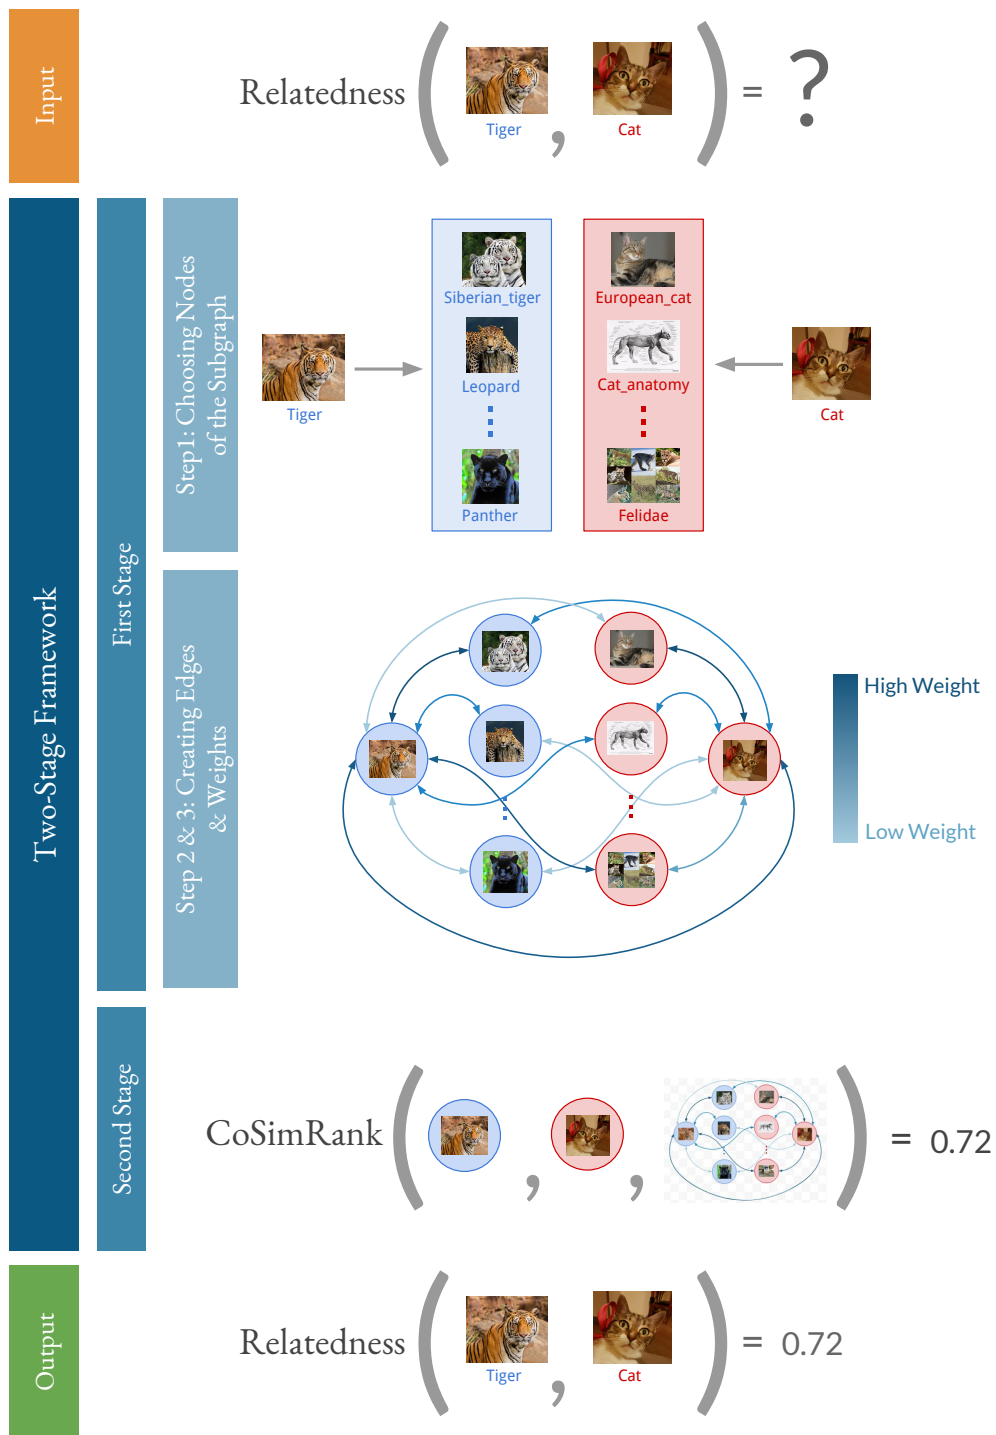 Input
Relatedness ( Tiger , Cat ) = ?
Two-Stage Framework
First Stage
Step1: Choosing Nodes
of the Subgraph
Tiger
Siberian_tiger
Leopard
Panther
European_cat
Cat_anatomy
Felidae
Cat
Step 2 & 3: Creating Edges
& Weights
High Weight
Low Weight
Second Stage
CoSimRank ( , , ) = 0.72
Output
Relatedness ( Tiger , Cat ) = 0.72